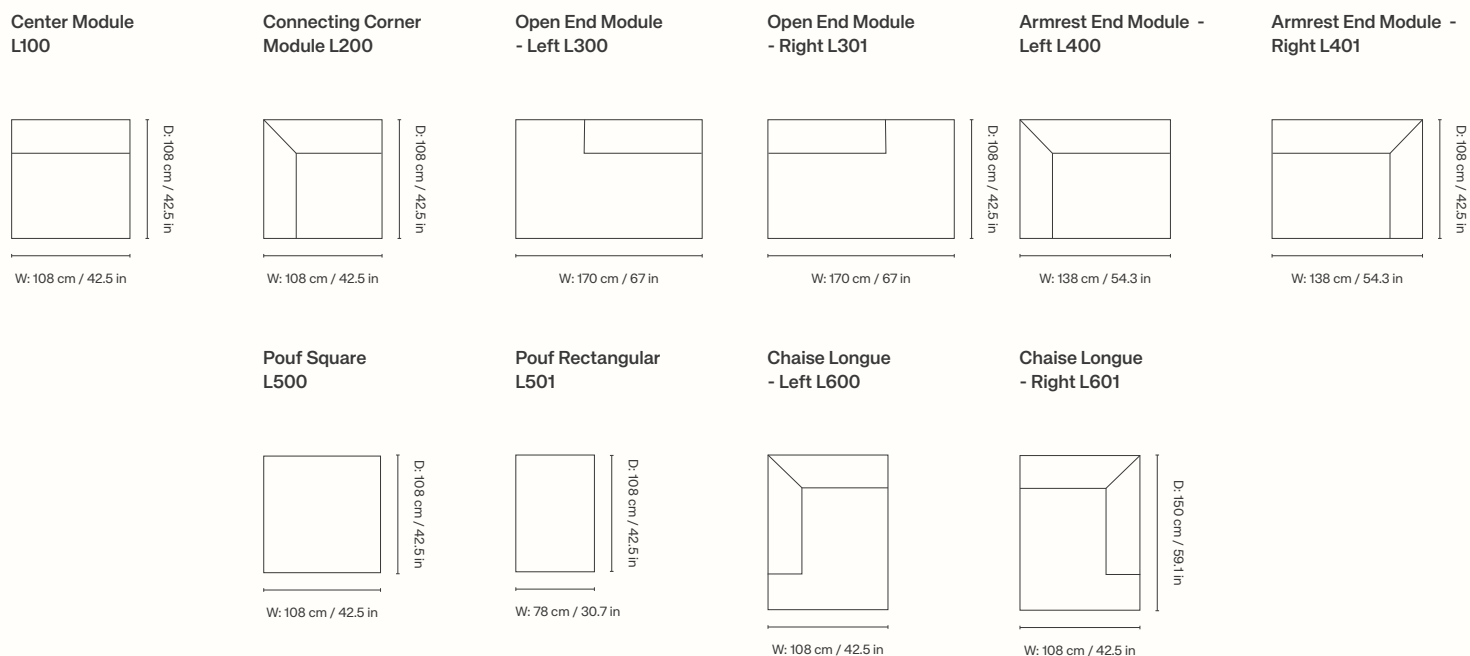 Center Module
L100
D: 108 cm / 42.5 in
W: 108 cm / 42.5 in
Connecting Corner
Module L200
D: 108 cm / 42.5 in
W: 108 cm / 42.5 in
Open End Module
- Left L300
W: 170 cm / 67 in
Open End Module
- Right L301
D: 108 cm / 42.5 in
W: 170 cm / 67 in
Armrest End Module -
Left L400
W: 138 cm / 54.3 in
Armrest End Module -
Right L401
D: 108 cm / 42.5 in
W: 138 cm / 54.3 in
Pouf Square
L500
D: 108 cm / 42.5 in
W: 108 cm / 42.5 in
Pouf Rectangular
L501
D: 108 cm / 42.5 in
W: 78 cm / 30.7 in
Chaise Longue
- Left L600
W: 108 cm / 42.5 in
Chaise Longue
- Right L601
D: 150 cm / 59.1 in
W: 108 cm / 42.5 in